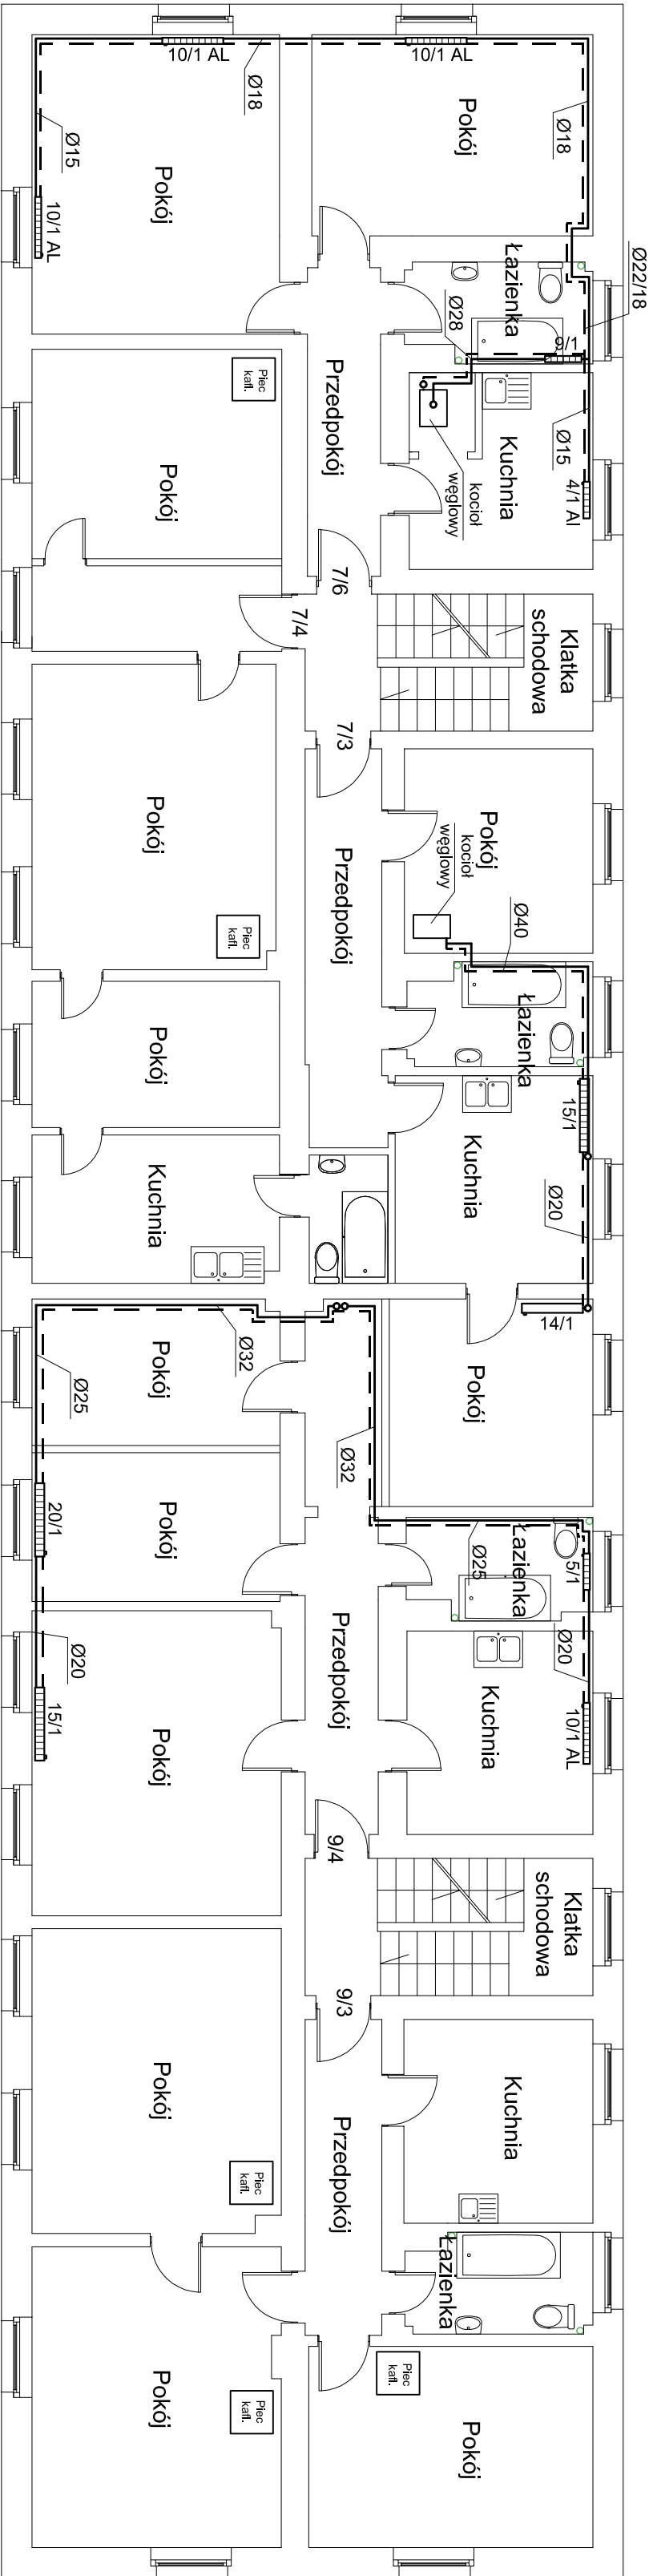 10/1 AL
10/1 AL
Ø18
Pokój
Ø18
Ø15
Pokój
10/1 AL
Ø22/18
Łazienka
Ø28
9/1
Piec
kafl.
Przedpokój
Ø15
Kuchnia
4/1 Al
kocioł
węglowy
Pokój
7/6
7/4
Klatka
schodowa
7/3
Pokój
kocioł
węglowy
Pokój
Przedpokój
Ø40
Piec
kafl.
Łazienka
Pokój
15/1
Kuchnia
Kuchnia
Ø20
14/1
Ø32
Pokój
Ø25
Pokój
Ø32
20/1
Pokój
Łazienka
Ø25
5/1
Ø20
Ø20
Przedpokój
Kuchnia
10/1 AL
15/1
Pokój
9/4
Klatka
schodowa
9/3
Pokój
Przedpokój
Kuchnia
Piec
kafl.
Łazienka
Piec
kafl.
Pokój
Piec
kafl.
Pokój